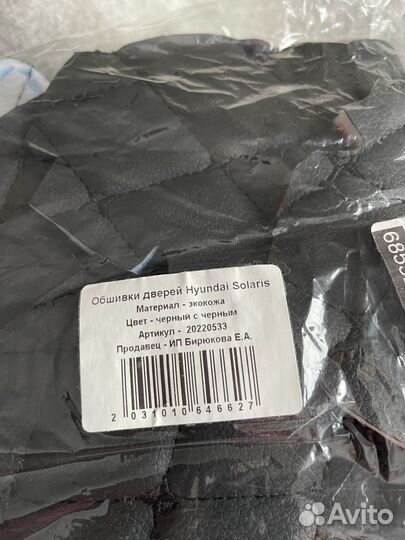 Обшивки дверей Hyundai Solaris
Материал - экокожа
Цвет - черный с черным
Артикул - 20220533
Продавец - ИП Бирюкова Е.А.
2031010646627
Avito